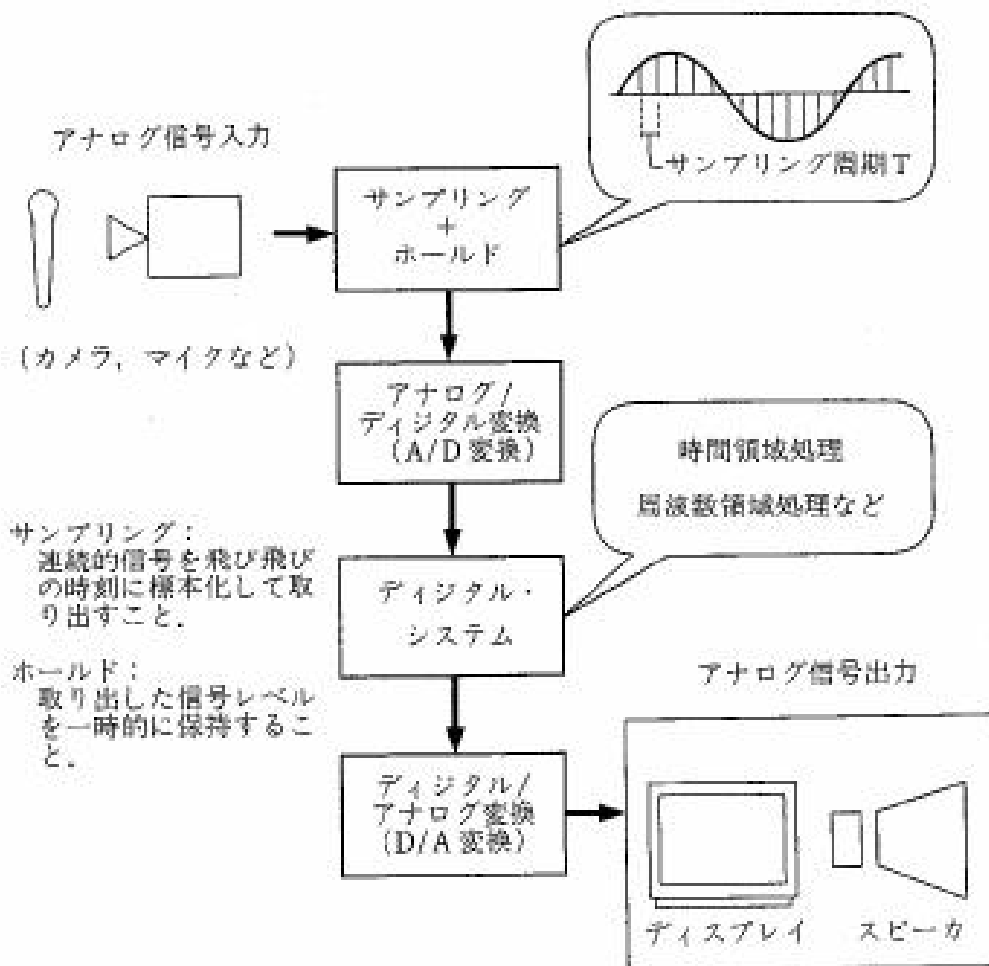 アナログ信号入力
サンプリング周期T
サンプリング
+
ホールド
(カメラ,マイクなど)
アナログ/
ディジタル変換
(A/D変換)
時間領域処理
周波数領域処理など
サンプリング:
連続的信号を飛び飛び
の時刻に標本化して取
り出すこと.
ディジタル・
システム
ホールド:
取り出した信号レベル
を一時的に保持するこ
と.
アナログ信号出力
ディジタル/
アナログ変換
(D/A変換)
ディスプレイ
スピーカ